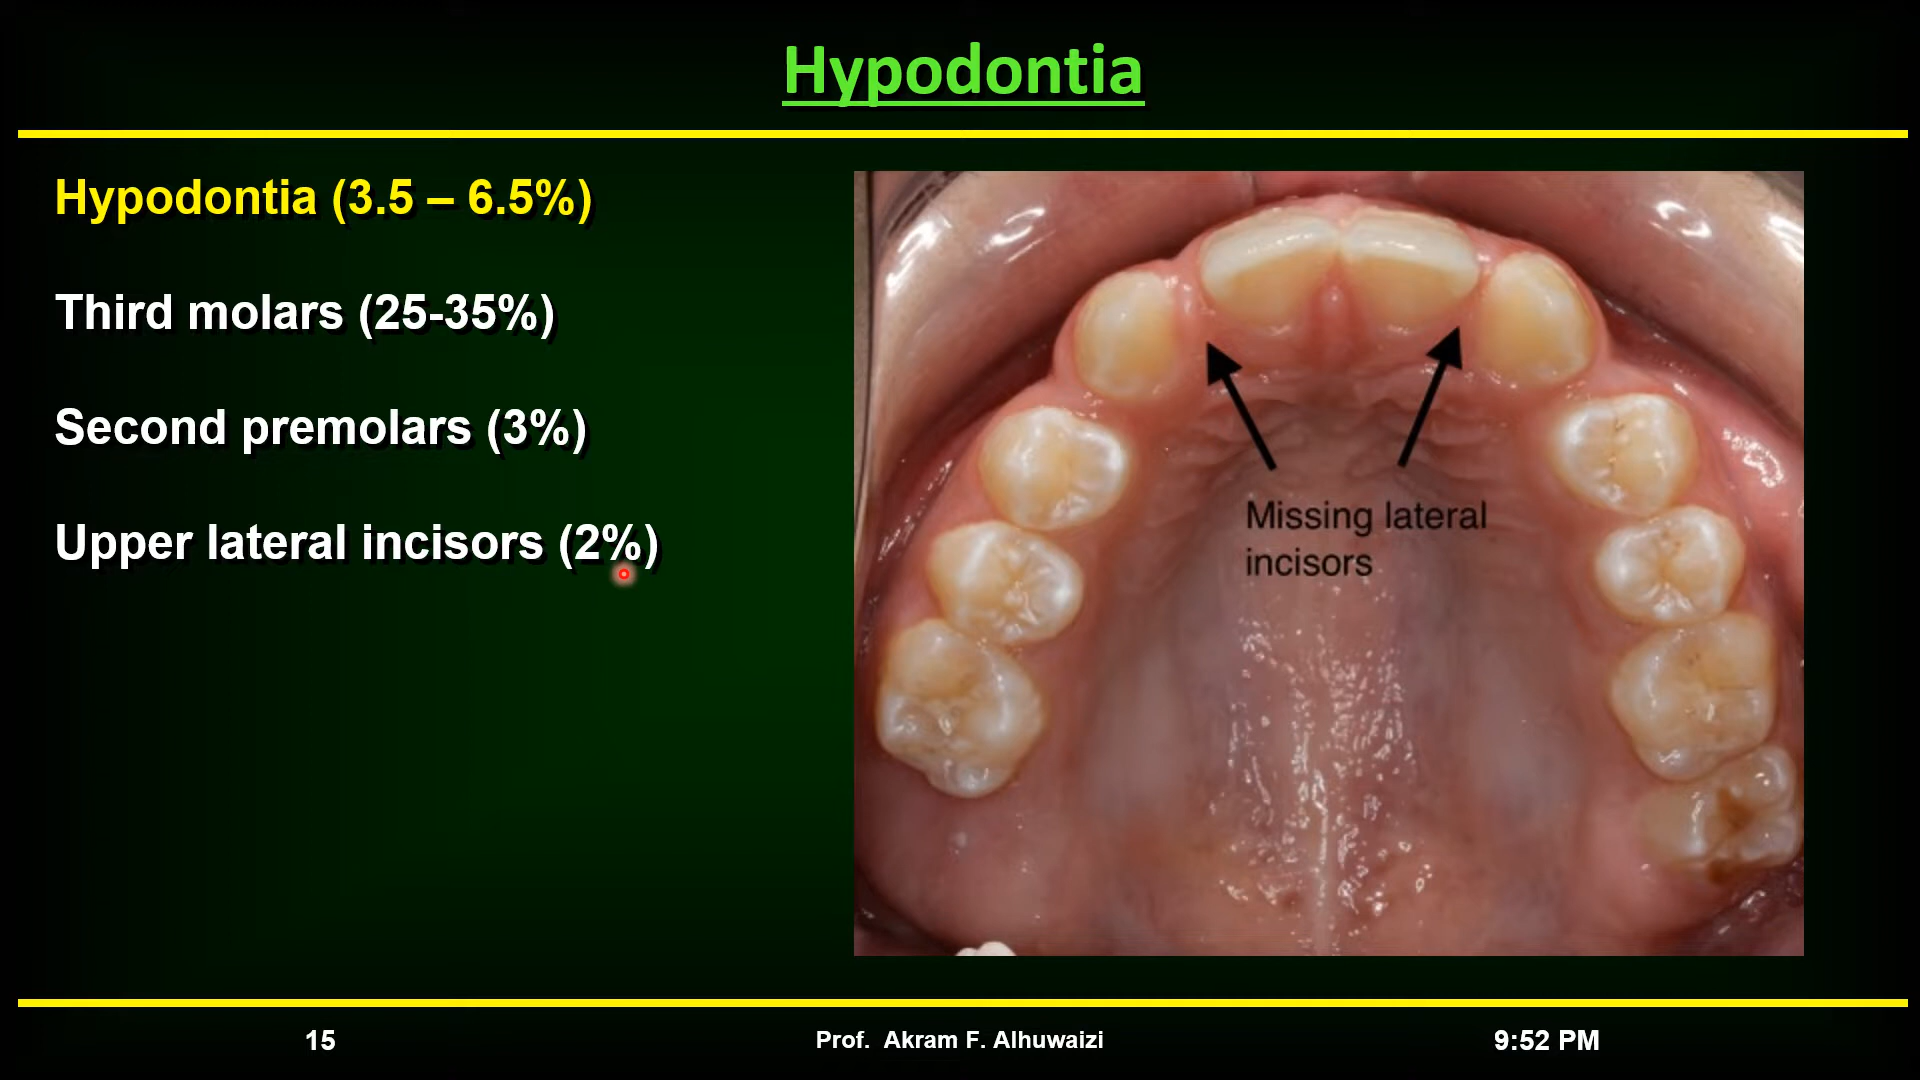 Hypodontia
Hypodontia (3.5 – 6.5%)
Third molars (25-35%)
Second premolars (3%)
Upper lateral incisors (2%)
Missing lateral
incisors
15
Prof. Akram F. Alhuwaizi
9:52 PM